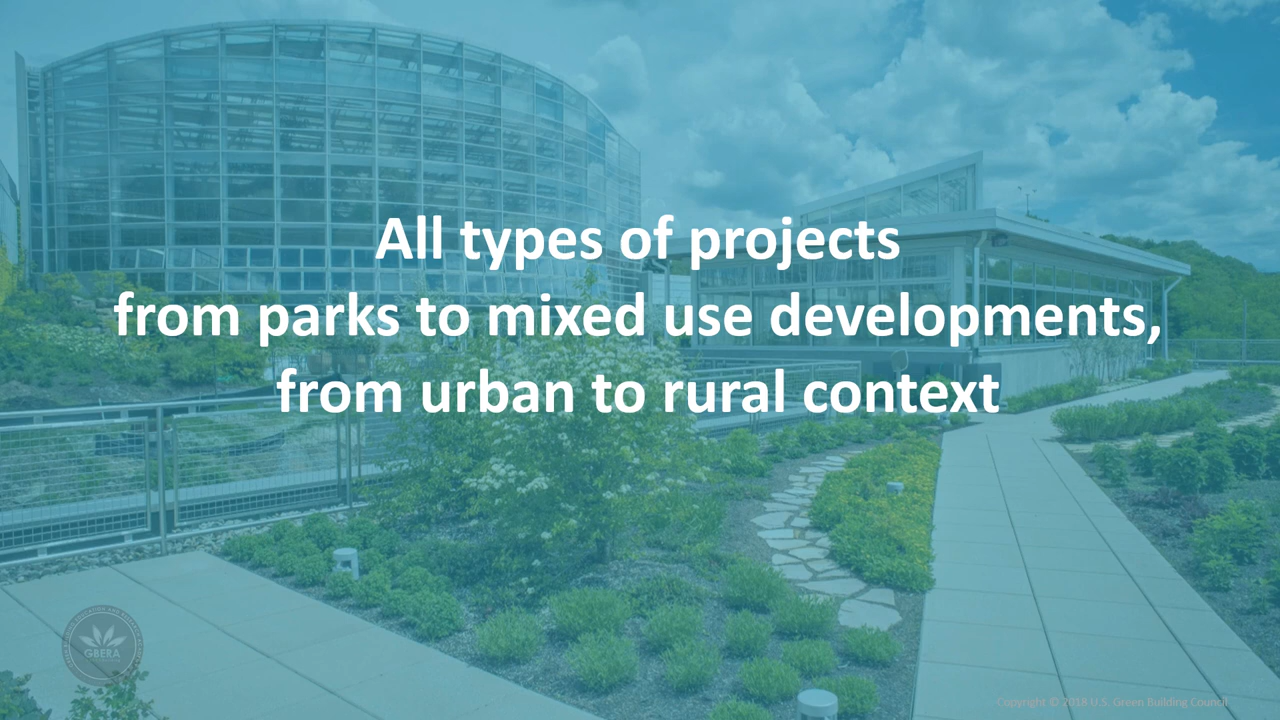 All types of projects
from parks to mixed use developments,
from urban to rural context
GBERA
Copyright © 2018 U.S. Green Building Council